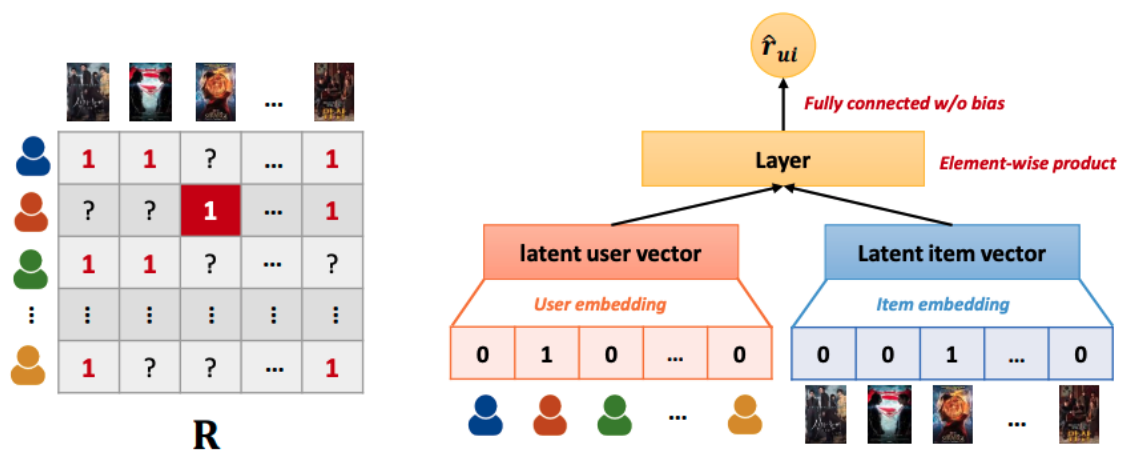 1 1 ? ... 1
? ? 1 ... 1
1 1 ? ... ?
⋮ ⋮ ⋮ ⋮ ⋮ ⋮
1 ? ? ... 1
R
...
r̂ui
Fully connected w/o bias
Layer
Element-wise product
latent user vector
Latent item vector
User embedding
Item embedding
0 1 0 ... 0
0 0 1 ... 0
...
...